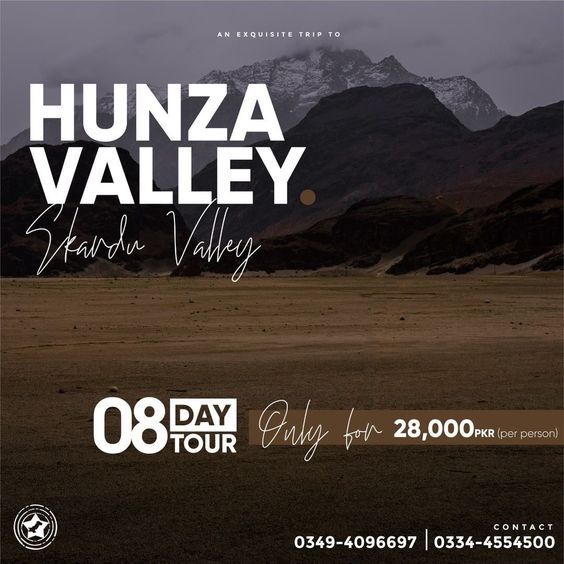 AN EXQUISITE TRIP TO
HUNZA
VALLEY.
Skardu Valley
08 DAY
TOUR
Only for 28,000PKR (per person)
CONTACT
0349-4096697 | 0334-4554500